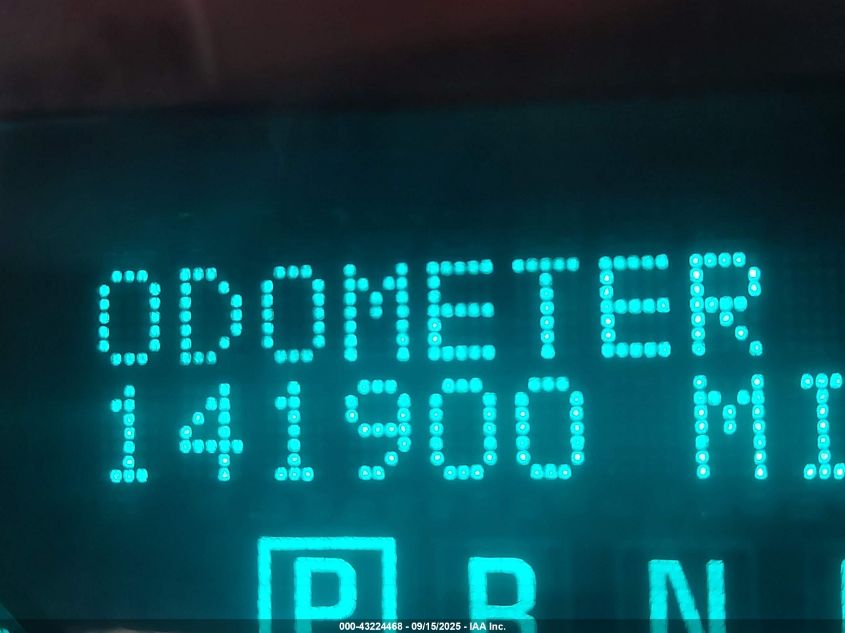 ODOMETER
141900 MI
P R N
000-43224468 - 09/15/2025 - IAA Inc.